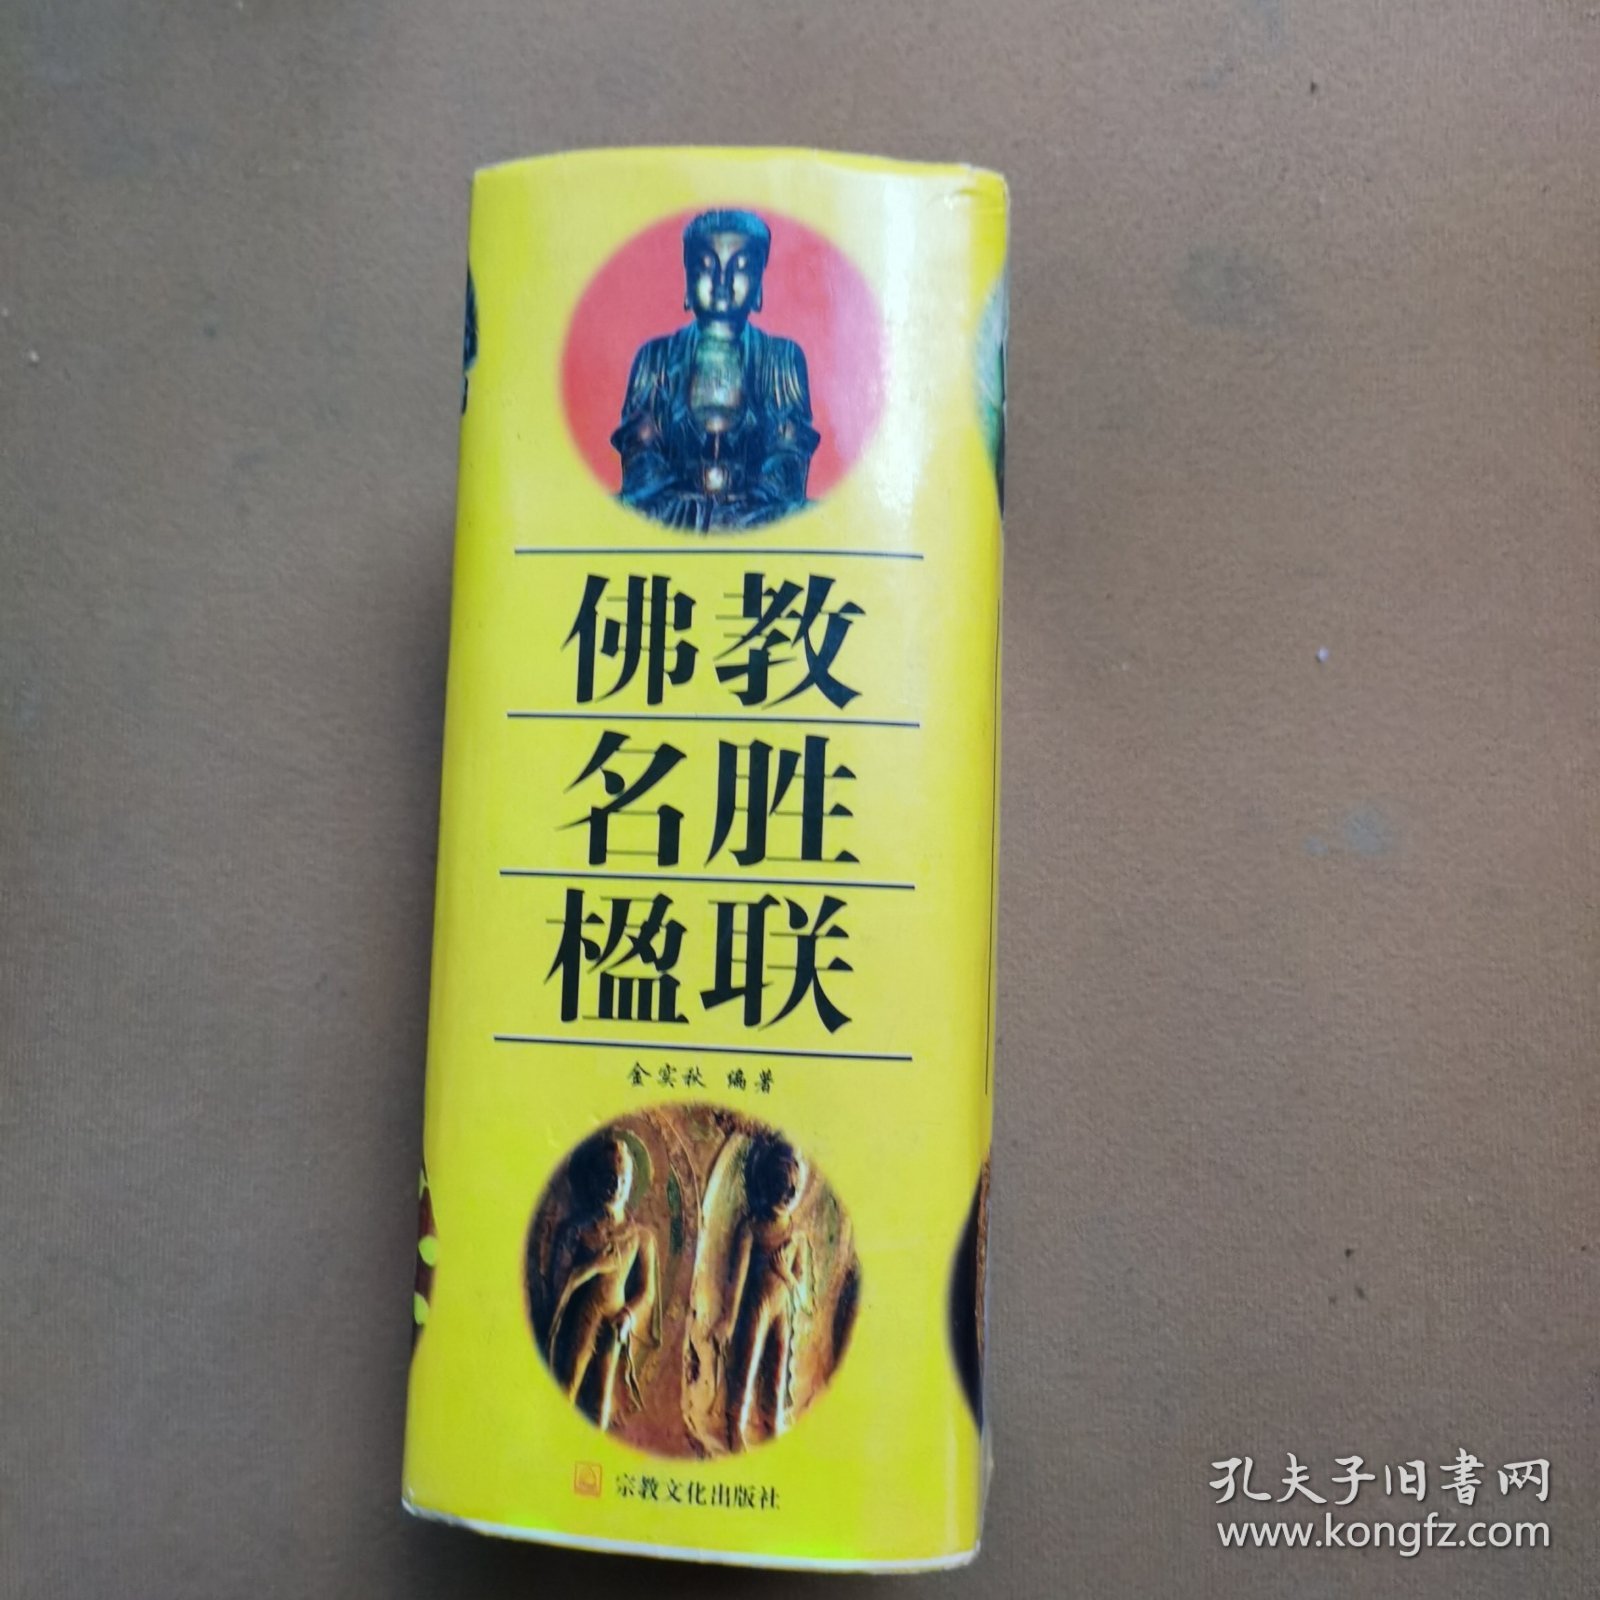 佛教
名胜
楹联
金实秋 编著
宗教文化出版社
孔夫子旧书网
www.kongfz.com